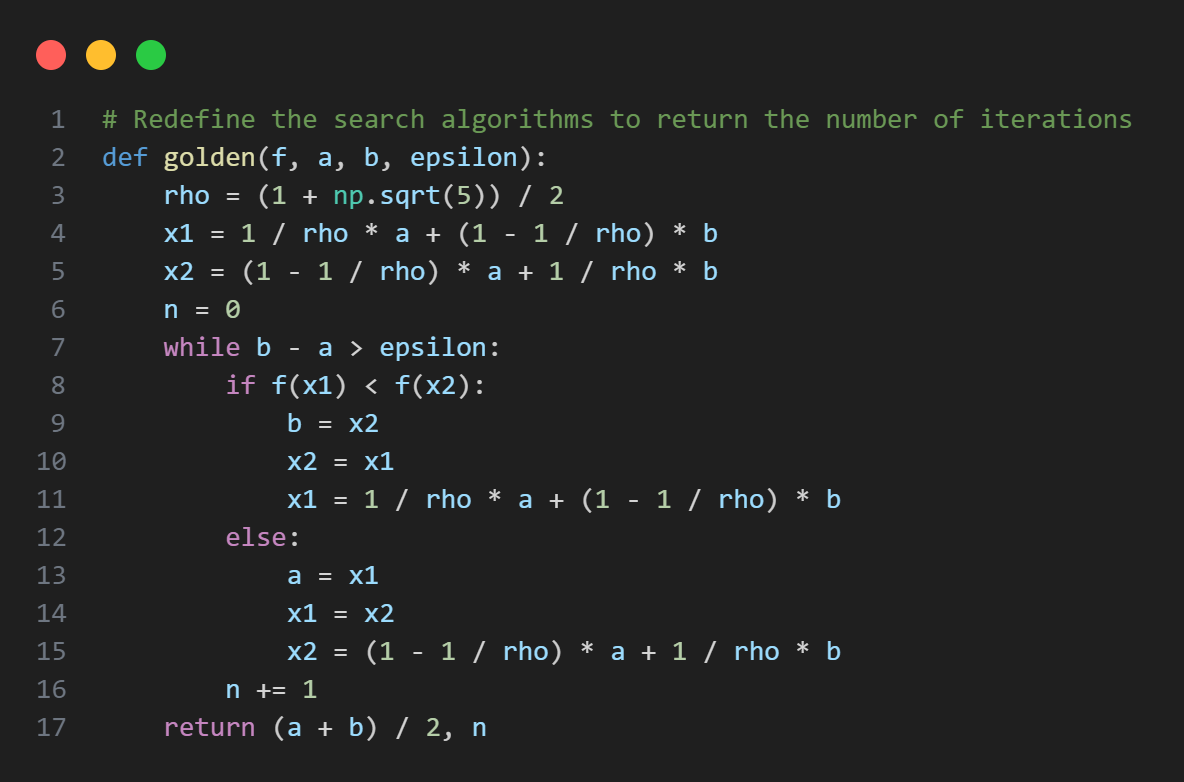 1 # Redefine the search algorithms to return the number of iterations
2 def golden(f, a, b, epsilon):
3     rho = (1 + np.sqrt(5)) / 2
4     x1 = 1 / rho * a + (1 - 1 / rho) * b
5     x2 = (1 - 1 / rho) * a + 1 / rho * b
6     n = 0
7     while b - a > epsilon:
8         if f(x1) < f(x2):
9             b = x2
10             x2 = x1
11             x1 = 1 / rho * a + (1 - 1 / rho) * b
12         else:
13             a = x1
14             x1 = x2
15             x2 = (1 - 1 / rho) * a + 1 / rho * b
16         n += 1
17     return (a + b) / 2, n